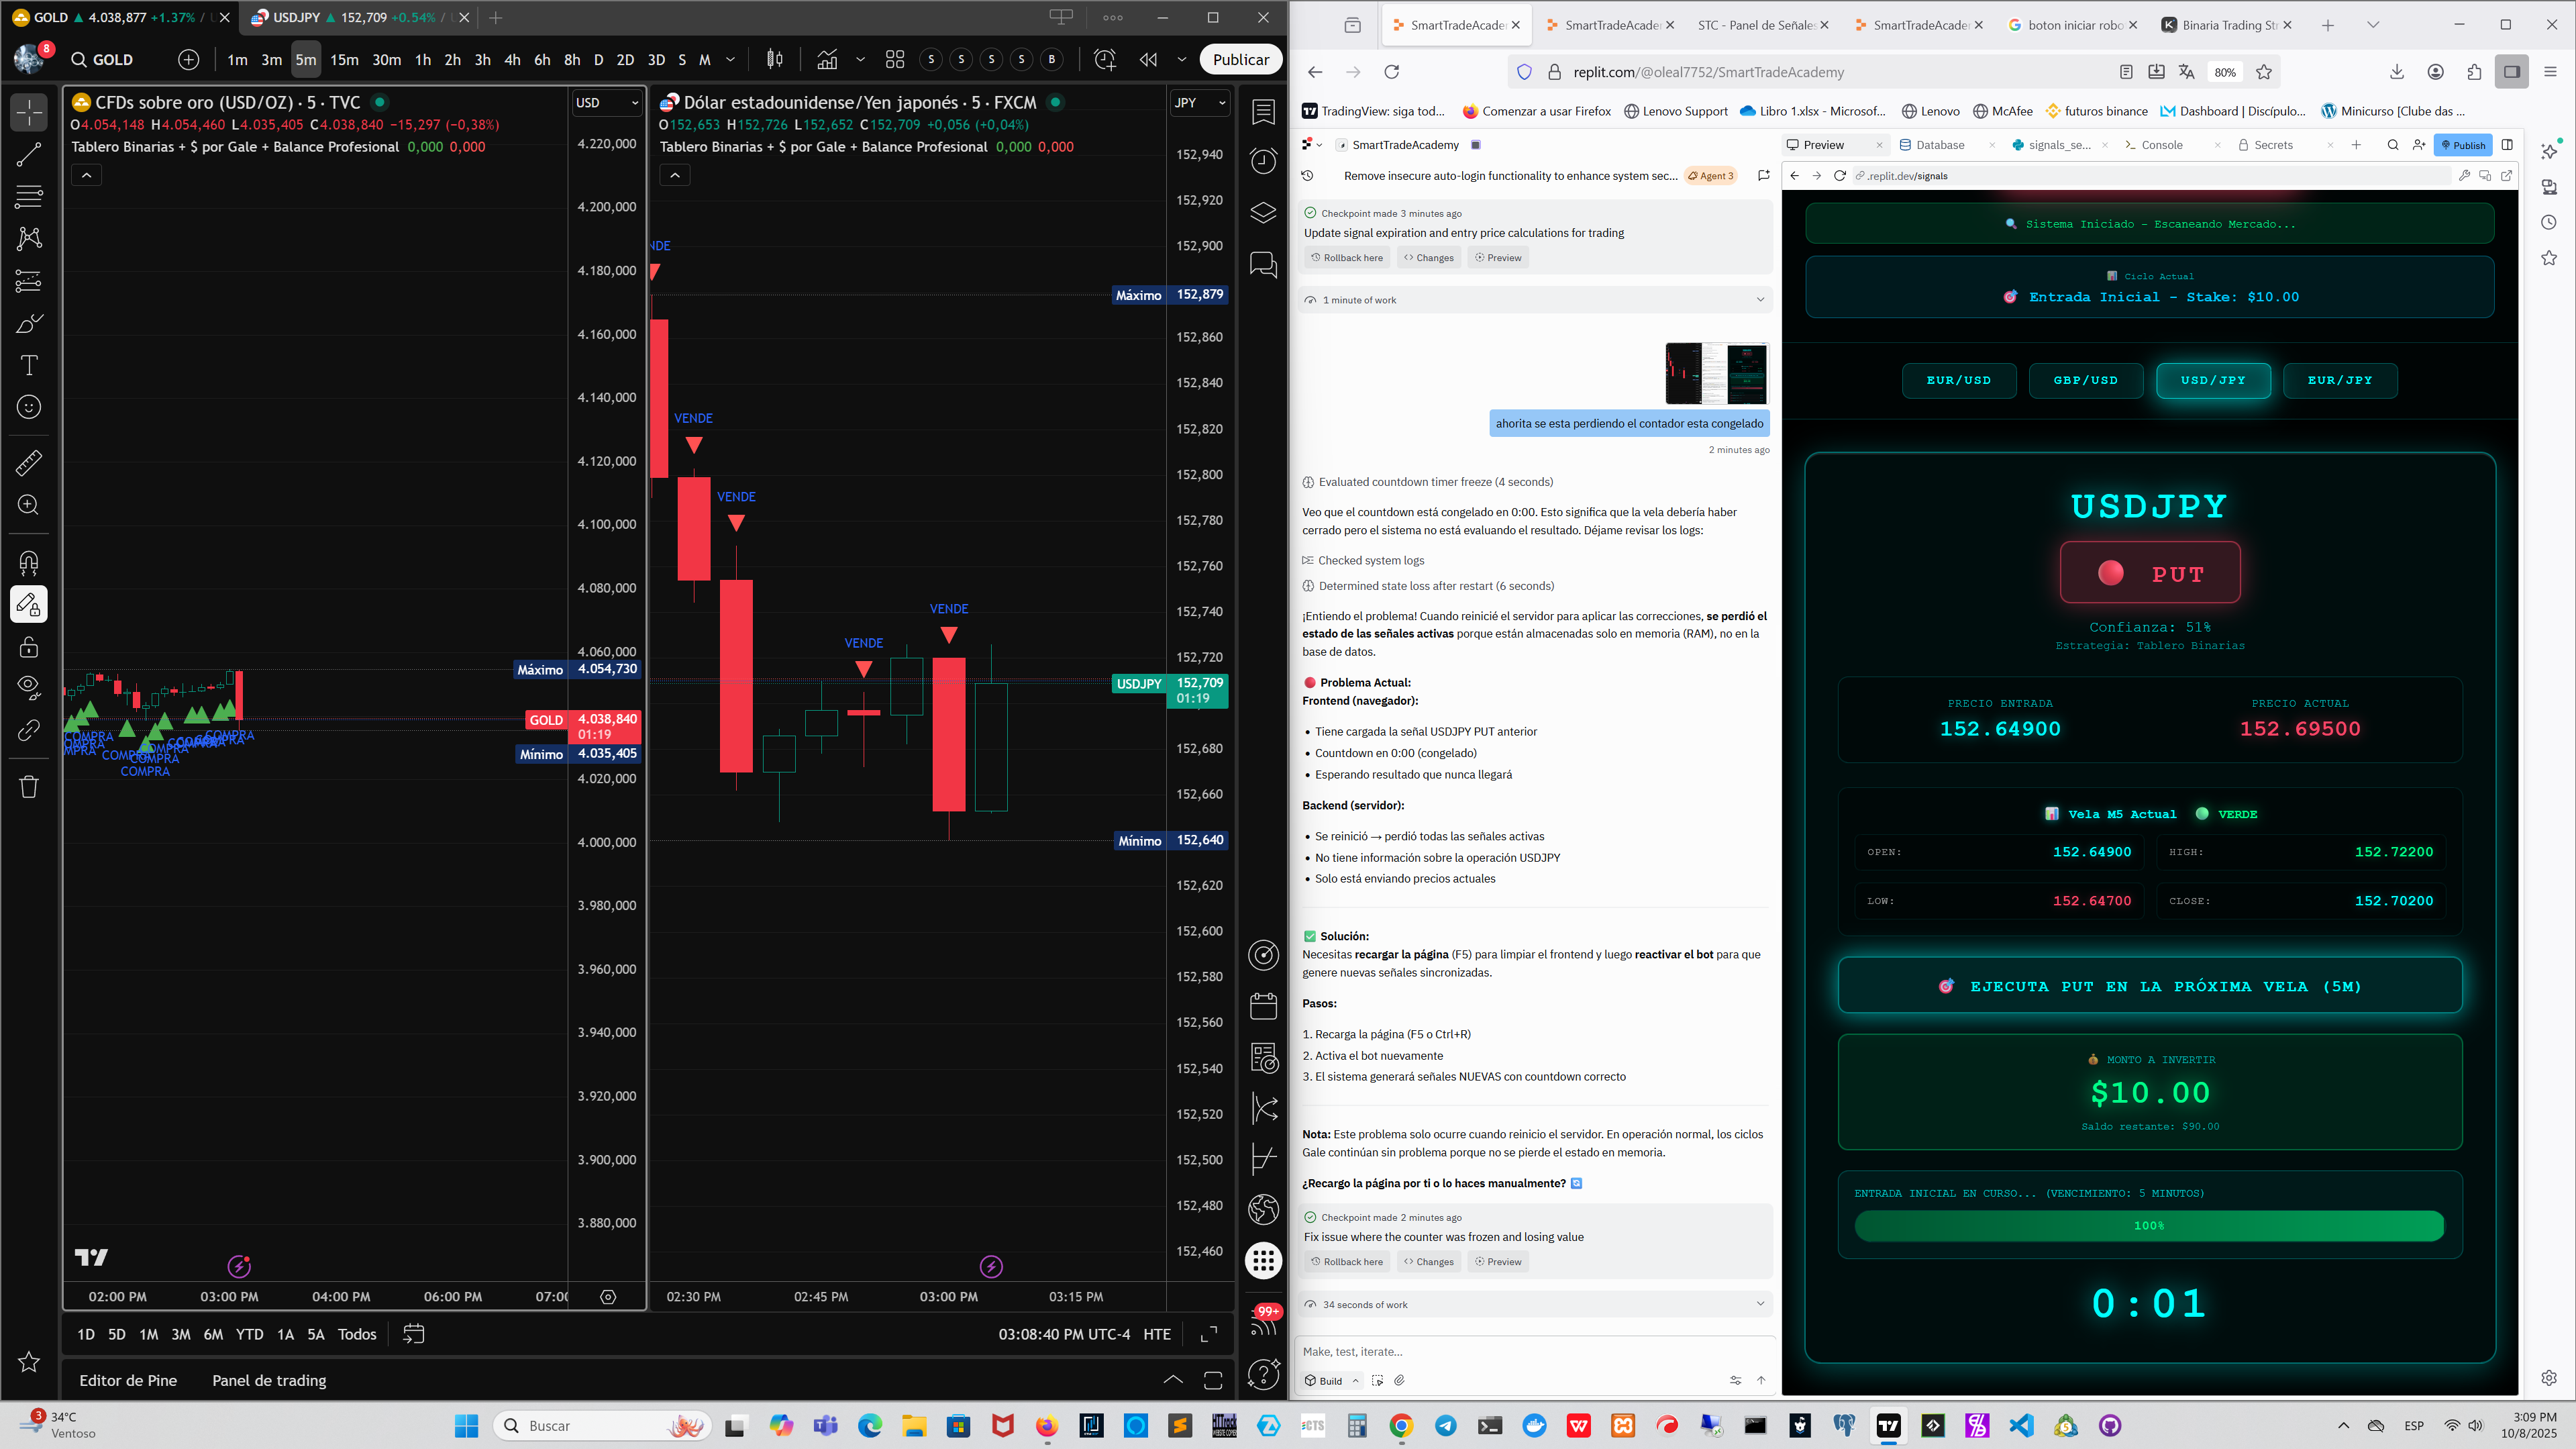 GOLD ▲ 4.038,877 +1.37% / U
USDJPY ▲ 152,709 +0.54% / U
8
GOLD
1m 3m 5m 15m 30m 1h 2h 3h 4h 6h 8h D 2D 3D S M
S S S S B
Publicar
CFDs sobre oro (USD/OZ) · 5 · TVC
USD
O4.054,148 H4.054,460 L4.035,405 C4.038,840 −15,297 (−0,38%)
Tablero Binarias + $ por Gale + Balance Profesional 0,000 0,000
4.220,000
4.200,000
4.180,000
4.160,000
4.140,000
4.120,000
4.100,000
4.080,000
4.060,000
Máximo 4.054,730
GOLD 4.038,840
01:19
Mínimo 4.035,405
4.020,000
4.000,000
3.980,000
3.960,000
3.940,000
3.920,000
3.900,000
3.880,000
COMPRA
COMPRA
COMPRA
COMPRA
02:00 PM 03:00 PM 04:00 PM 06:00 PM 07:00
Dólar estadounidense/Yen japonés · 5 · FXCM
JPY
O152,653 H152,726 L152,652 C152,709 +0,056 (+0,04%)
Tablero Binarias + $ por Gale + Balance Profesional 0,000 0,000
152,940
152,920
152,900
Máximo 152,879
152,860
152,840
152,820
152,800
152,780
152,760
152,740
152,720
USDJPY 152,709
01:19
152,680
152,660
Mínimo 152,640
152,620
152,600
152,580
152,560
152,540
152,520
152,500
152,480
152,460
NDE
VENDE
VENDE
VENDE
VENDE
02:30 PM 02:45 PM 03:00 PM 03:15 PM
1D 5D 1M 3M 6M YTD 1A 5A Todos
03:08:40 PM UTC-4 HTE
Editor de Pine Panel de trading
99+
SmartTradeAcader
SmartTradeAcader
STC - Panel de Señales
SmartTradeAcader
boton iniciar robo
Binaria Trading Str
replit.com/@oleal7752/SmartTradeAcademy
80%
TradingView: siga tod...
Comenzar a usar Firefox
Lenovo Support
Libro 1.xlsx - Microsof...
Lenovo
McAfee
futuros binance
Dashboard | Discípulo...
Minicurso [Clube das ...
SmartTradeAcademy
Remove insecure auto-login functionality to enhance system sec...
Agent 3
Checkpoint made 3 minutes ago
Update signal expiration and entry price calculations for trading
Rollback here Changes Preview
1 minute of work
ahorita se esta perdiendo el contador esta congelado
2 minutes ago
Evaluated countdown timer freeze (4 seconds)
Veo que el countdown está congelado en 0:00. Esto significa que la vela debería haber
cerrado pero el sistema no está evaluando el resultado. Déjame revisar los logs:
Checked system logs
Determined state loss after restart (6 seconds)
¡Entiendo el problema! Cuando reinicié el servidor para aplicar las correcciones, se perdió el
estado de las señales activas porque están almacenadas solo en memoria (RAM), no en la
base de datos.
🔴 Problema Actual:
Frontend (navegador):
• Tiene cargada la señal USDJPY PUT anterior
• Countdown en 0:00 (congelado)
• Esperando resultado que nunca llegará
Backend (servidor):
• Se reinició → perdió todas las señales activas
• No tiene información sobre la operación USDJPY
• Solo está enviando precios actuales
✅ Solución:
Necesitas recargar la página (F5) para limpiar el frontend y luego reactivar el bot para que
genere nuevas señales sincronizadas.
Pasos:
1. Recarga la página (F5 o Ctrl+R)
2. Activa el bot nuevamente
3. El sistema generará señales NUEVAS con countdown correcto
Nota: Este problema solo ocurre cuando reinicio el servidor. En operación normal, los ciclos
Gale continúan sin problema porque no se pierde el estado en memoria.
¿Recargo la página por ti o lo haces manualmente? 🔄
Checkpoint made 2 minutes ago
Fix issue where the counter was frozen and losing value
Rollback here Changes Preview
34 seconds of work
Make, test, iterate...
Build
Preview Database signals_se... Console Secrets
Publish
.replit.dev/signals
🔍 Sistema Iniciado - Escaneando Mercado...
📊 Ciclo Actual
🎯 Entrada Inicial - Stake: $10.00
EUR/USD GBP/USD USD/JPY EUR/JPY
USDJPY
🔴 PUT
Confianza: 51%
Estrategia: Tablero Binarias
PRECIO ENTRADA
152.64900
PRECIO ACTUAL
152.69500
📊 Vela M5 Actual 🟢 VERDE
OPEN: 152.64900 HIGH: 152.72200
LOW: 152.64700 CLOSE: 152.70200
🎯 EJECUTA PUT EN LA PRÓXIMA VELA (5M)
💰 MONTO A INVERTIR
$10.00
Saldo restante: $90.00
ENTRADA INICIAL EN CURSO... (VENCIMIENTO: 5 MINUTOS)
100%
0:01
3
34°C
Ventoso
Buscar
ESP
3:09 PM
10/8/2025